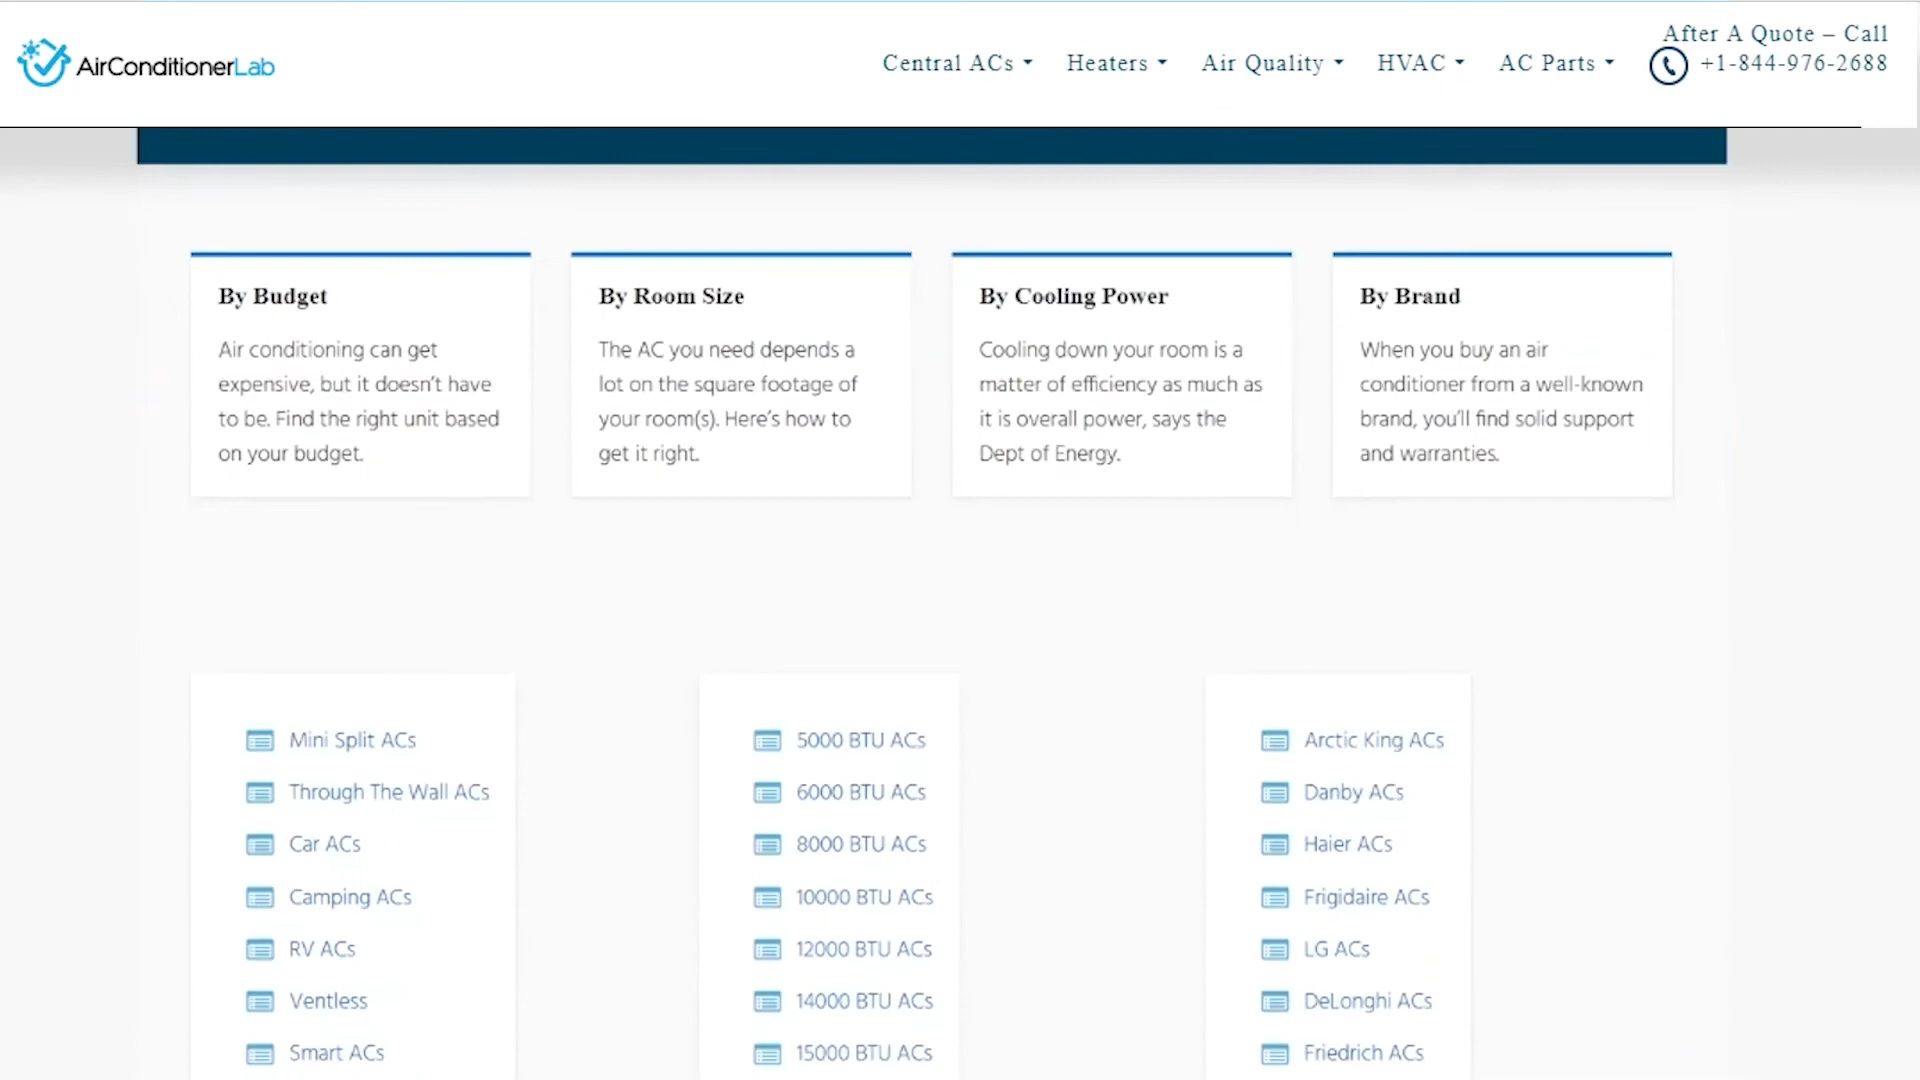 AirConditionerLab
Central ACs
Heaters
Air Quality
HVAC
AC Parts
After A Quote – Call
+1-844-976-2688
By Budget
Air conditioning can get
expensive, but it doesn't have
to be. Find the right unit based
on your budget.
By Room Size
The AC you need depends a
lot on the square footage of
your room(s). Here's how to
get it right.
By Cooling Power
Cooling down your room is a
matter of efficiency as much as
it is overall power, says the
Dept of Energy.
By Brand
When you buy an air
conditioner from a well-known
brand, you'll find solid support
and warranties.
Mini Split ACs
Through The Wall ACs
Car ACs
Camping ACs
RV ACs
Ventless
Smart ACs
5000 BTU ACs
6000 BTU ACs
8000 BTU ACs
10000 BTU ACs
12000 BTU ACs
14000 BTU ACs
15000 BTU ACs
Arctic King ACs
Danby ACs
Haier ACs
Frigidaire ACs
LG ACs
DeLonghi ACs
Friedrich ACs